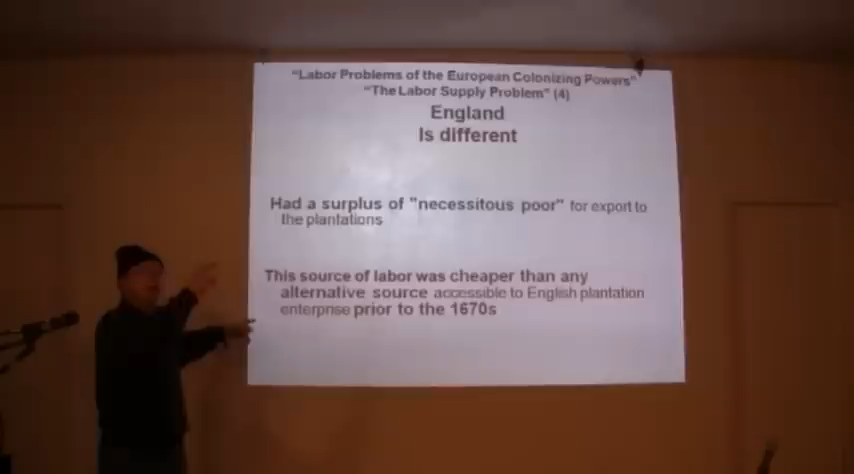 "Labor Problems of the European Colonizing Powers"
"The Labor Supply Problem" (4)
England
Is different
Had a surplus of "necessitous poor" for export to
the plantations
This source of labor was cheaper than any
alternative source accessible to English plantation
enterprise prior to the 1670s